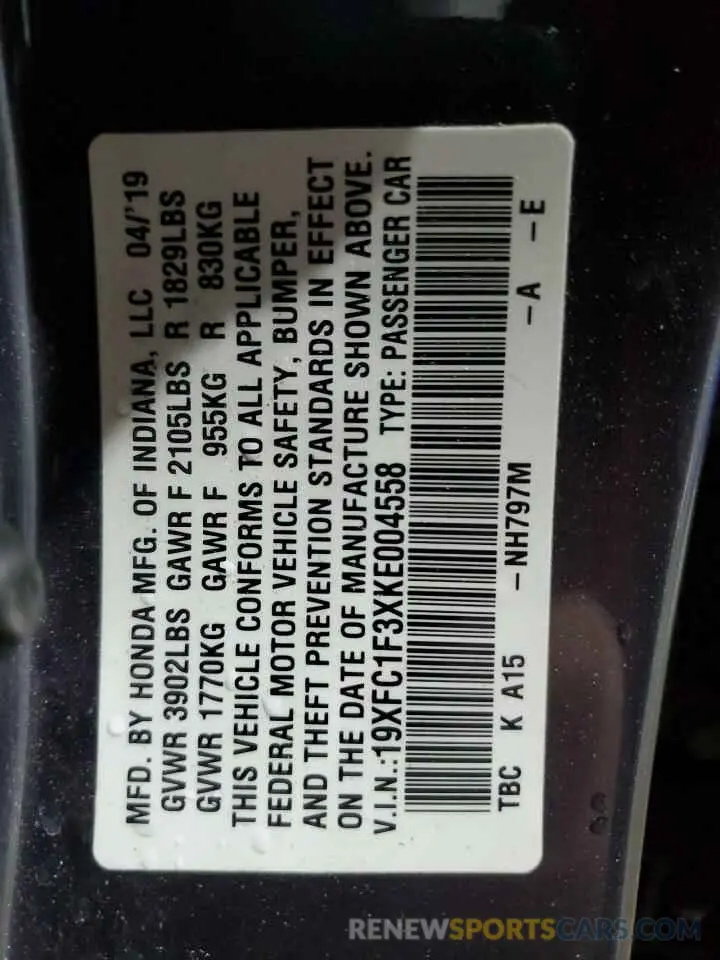 MFD. BY HONDA MFG. OF INDIANA, LLC 04/'19
GVWR 3902LBS GAWR F 2105LBS R 1829LBS
GVWR 1770KG GAWR F 955KG R 830KG
THIS VEHICLE CONFORMS TO ALL APPLICABLE
FEDERAL MOTOR VEHICLE SAFETY, BUMPER,
AND THEFT PREVENTION STANDARDS IN EFFECT
ON THE DATE OF MANUFACTURE SHOWN ABOVE.
V.I.N.:19XFC1F3XKE004558 TYPE: PASSENGER CAR
TBC K A15 -NH797M -A -E
RENEWSPORTSCARS.COM